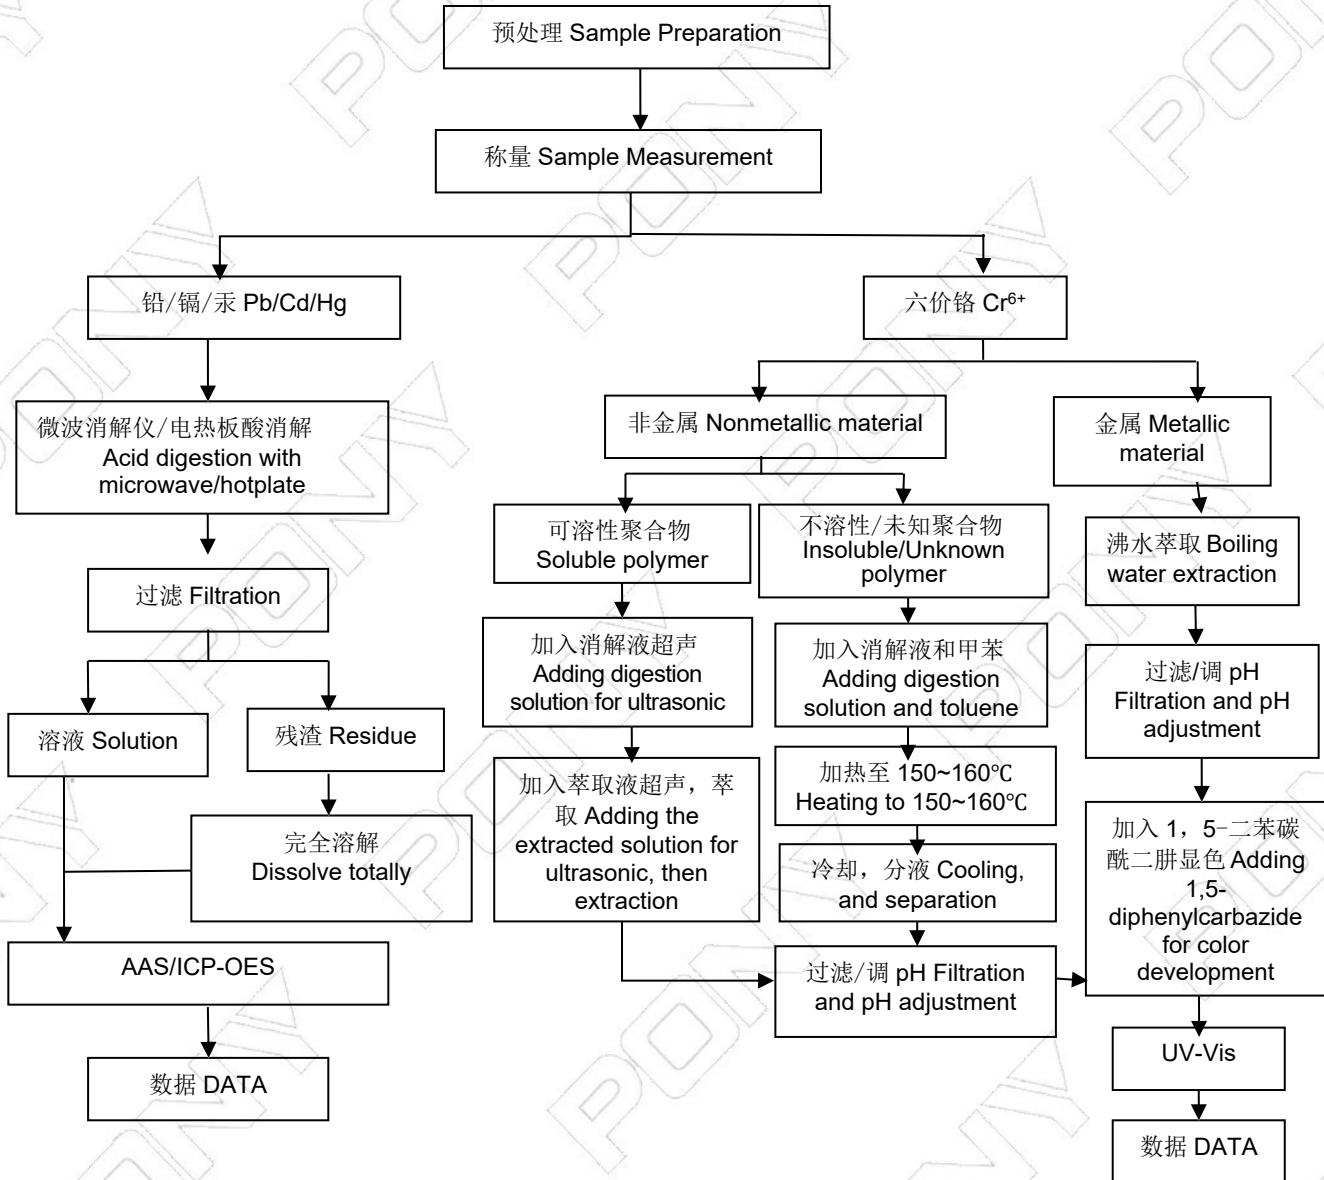 预处理 Sample Preparation
称量 Sample Measurement
铅/镉/汞 Pb/Cd/Hg
六价铬 Cr⁶⁺
微波消解仪/电热板酸消解
Acid digestion with
microwave/hotplate
非金属 Nonmetallic material
金属 Metallic
material
可溶性聚合物
Soluble polymer
不溶性/未知聚合物
Insoluble/Unknown
polymer
沸水萃取 Boiling
water extraction
过滤 Filtration
加入消解液超声
Adding digestion
solution for ultrasonic
加入消解液和甲苯
Adding digestion
solution and toluene
过滤/调 pH
Filtration and pH
adjustment
溶液 Solution
残渣 Residue
加入萃取液超声，萃
取 Adding the
extracted solution for
ultrasonic, then
extraction
加热至 150~160℃
Heating to 150~160℃
完全溶解
Dissolve totally
冷却，分液 Cooling,
and separation
加入 1，5-二苯碳
酰二肼显色 Adding
1,5-
diphenylcarbazide
for color
development
AAS/ICP-OES
过滤/调 pH Filtration
and pH adjustment
数据 DATA
UV-Vis
数据 DATA
PONY